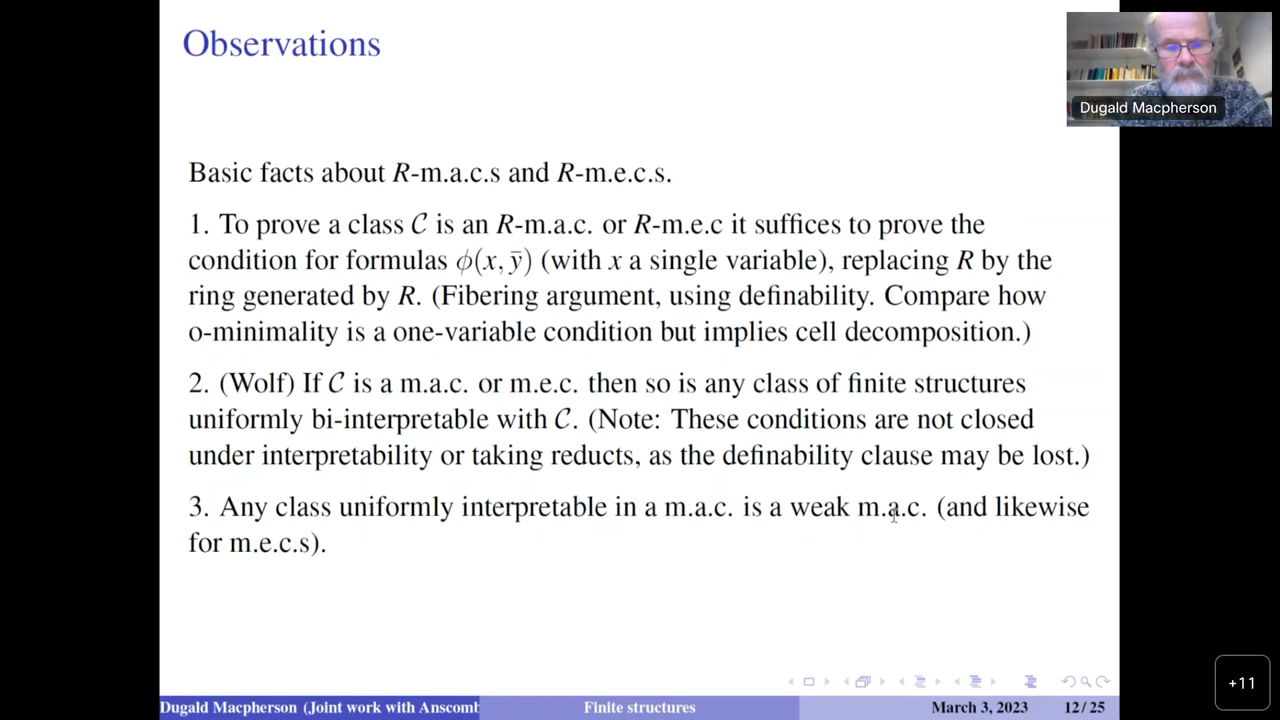 Observations
Dugald Macpherson
Basic facts about R-m.a.c.s and R-m.e.c.s.
1. To prove a class 𝒞 is an R-m.a.c. or R-m.e.c it suffices to prove the
condition for formulas ϕ(x, ȳ) (with x a single variable), replacing R by the
ring generated by R. (Fibering argument, using definability. Compare how
o-minimality is a one-variable condition but implies cell decomposition.)
2. (Wolf) If 𝒞 is a m.a.c. or m.e.c. then so is any class of finite structures
uniformly bi-interpretable with 𝒞. (Note: These conditions are not closed
under interpretability or taking reducts, as the definability clause may be lost.)
3. Any class uniformly interpretable in a m.a.c. is a weak m.a.c. (and likewise
for m.e.c.s).
+11
Dugald Macpherson (Joint work with Anscomb
Finite structures
March 3, 2023
12 / 25